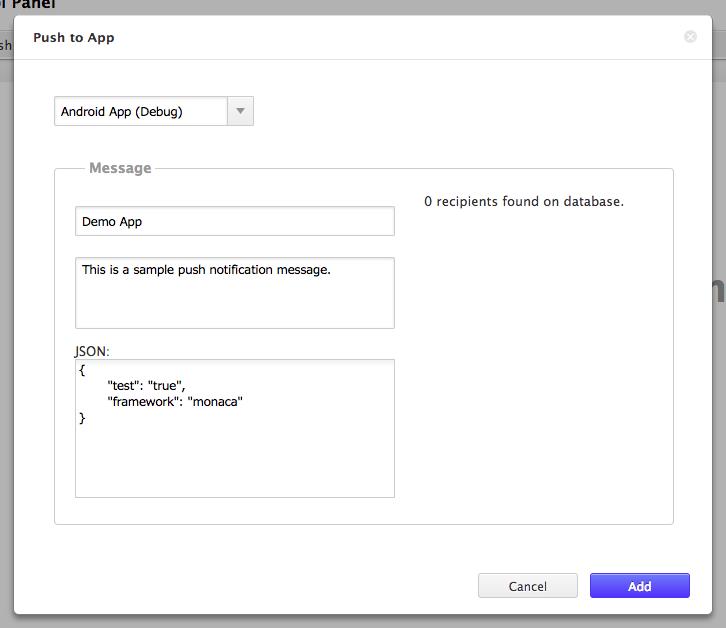 Panel
Push to App
sh
Android App (Debug)
Message
0 recipients found on database.
Demo App
This is a sample push notification message.
JSON:
{
"test": "true",
"framework": "monaca"
}
Cancel
Add